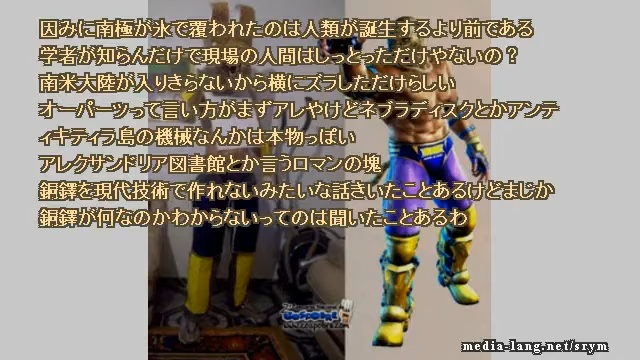 因みに南極が氷で覆われたのは人類が誕生するより前である
学者が知らんだけで現場の人間はしっとっただけやないの？
南米大陸が入りきらないから横にズラしただけらしい
オーパーツって言い方がまずアレやけどネブラディスクとかアンテ
ィキティラ島の機械なんかは本物っぽい
アレクサンドリア図書館とか言うロマンの塊
銅鐸を現代技術で作れないみたいな話きいたことあるけどまじか
銅鐸が何なのかわからないってのは聞いたことあるわ
media-lang.net/srym